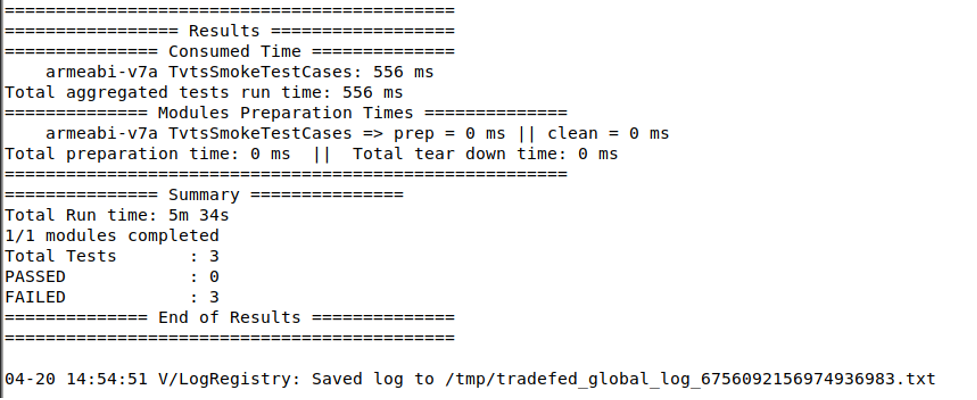 ============================================
================= Results ==================
=============== Consumed Time ==============
    armeabi-v7a TvtsSmokeTestCases: 556 ms
Total aggregated tests run time: 556 ms
============== Modules Preparation Times ==============
    armeabi-v7a TvtsSmokeTestCases => prep = 0 ms || clean = 0 ms
Total preparation time: 0 ms  ||  Total tear down time: 0 ms
=======================================================
=============== Summary ===============
Total Run time: 5m 34s
1/1 modules completed
Total Tests       : 3
PASSED            : 0
FAILED            : 3
============== End of Results ==============
============================================
04-20 14:54:51 V/LogRegistry: Saved log to /tmp/tradefed_global_log_6756092156974936983.txt